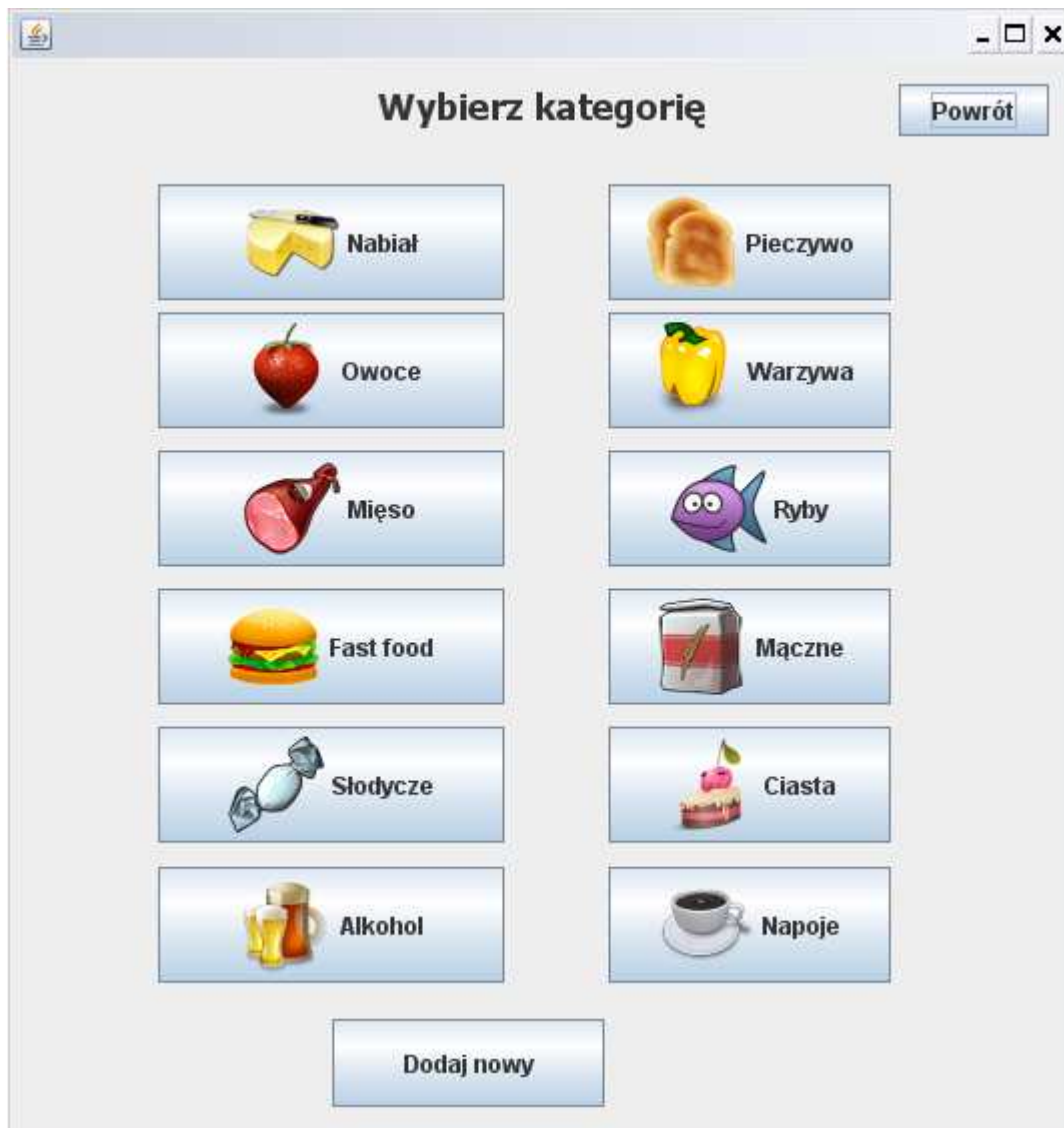 Wybierz kategorię
Powrót
Nabiał
Pieczywo
Owoce
Warzywa
Mięso
Ryby
Fast food
Mączne
Słodycze
Ciasta
Alkohol
Napoje
Dodaj nowy